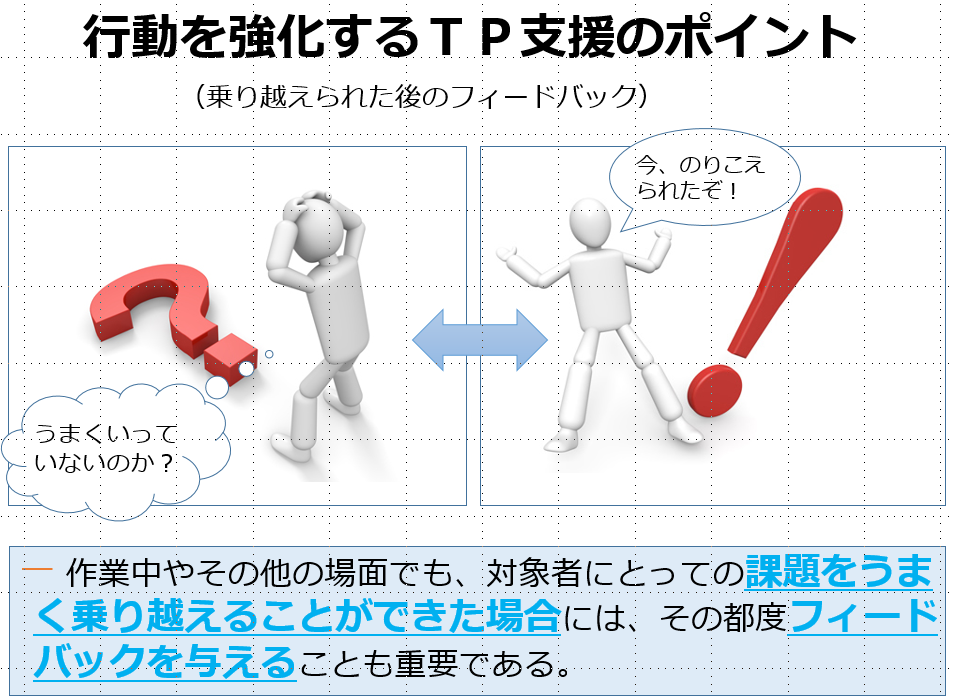 行動を強化するＴＰ支援のポイント
（乗り越えられた後のフィードバック）
今、のりこえ
られたぞ！
うまくいって
いないのか？
― 作業中やその他の場面でも、対象者にとっての課題をうま
く乗り越えることができた場合には、その都度フィード
バックを与えることも重要である。